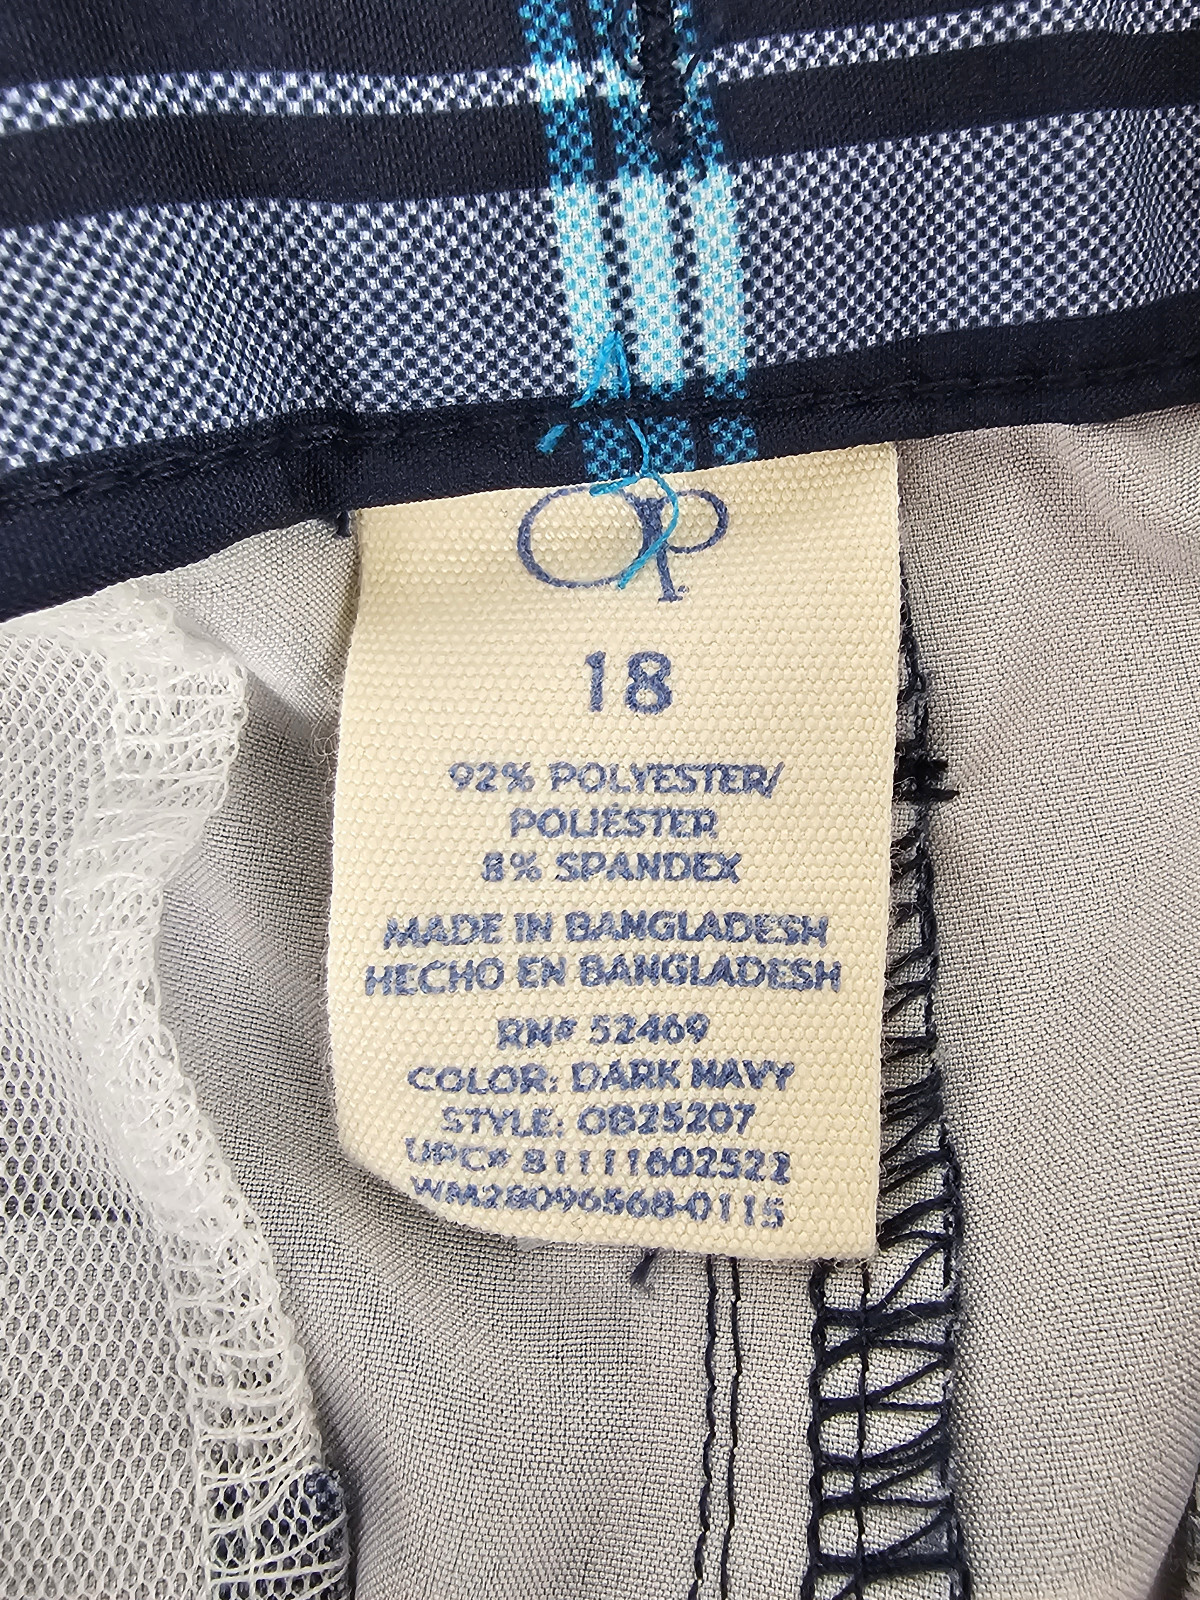 Op
18
92% POLYESTER/
POLIÉSTER
8% SPANDEX
MADE IN BANGLADESH
HECHO EN BANGLADESH
RN# 52469
COLOR: DARK NAVY
STYLE: OB25207
UPC# 81111602522
WM28096568-0115